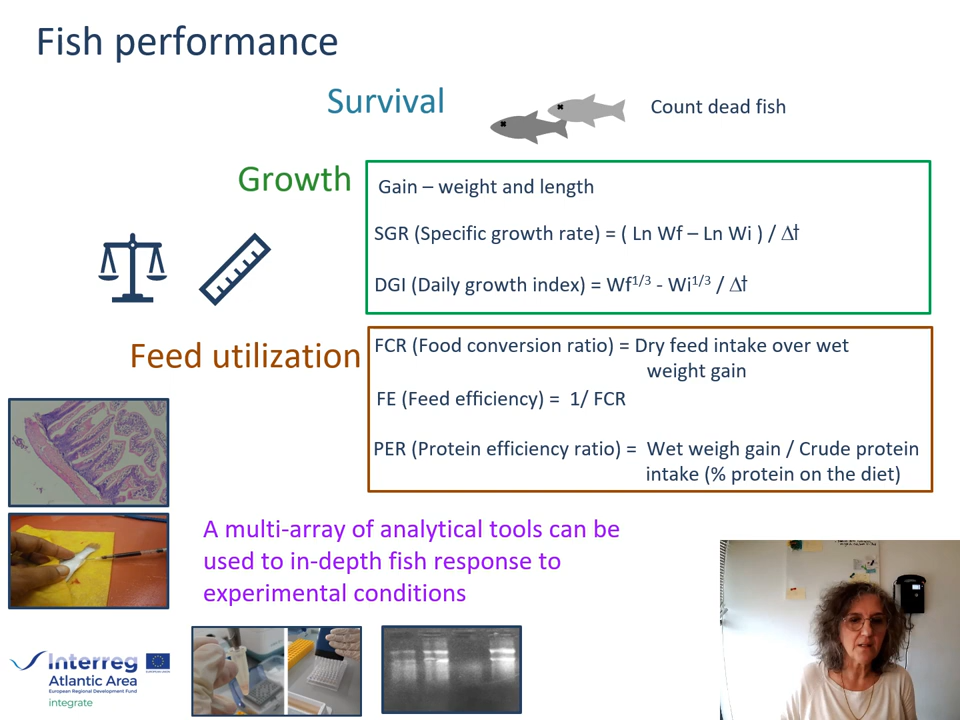 Fish performance
Survival
Count dead fish
Growth
Gain – weight and length
SGR (Specific growth rate) = ( Ln Wf – Ln Wi ) / Δt
DGI (Daily growth index) = Wf1/3 - Wi1/3 / Δt
Feed utilization
FCR (Food conversion ratio) = Dry feed intake over wet
weight gain
FE (Feed efficiency) = 1/ FCR
PER (Protein efficiency ratio) = Wet weigh gain / Crude protein
intake (% protein on the diet)
A multi-array of analytical tools can be
used to in-depth fish response to
experimental conditions
Interreg
Atlantic Area
European Regional Development Fund
integrate